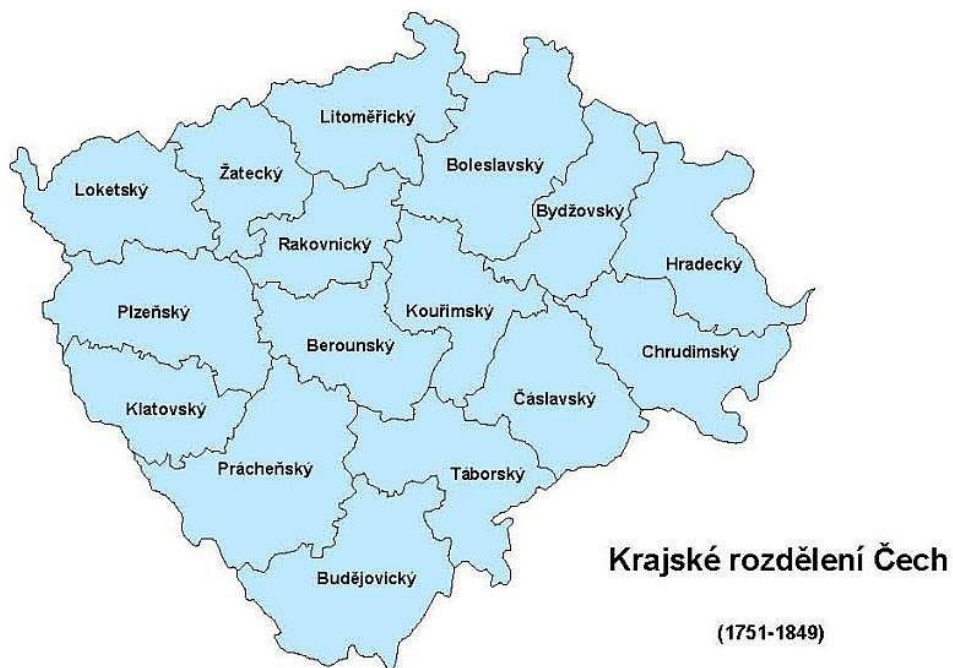 Litoměřický
Boleslavský
Žatecký
Loketský
Bydžovský
Rakovnický
Hradecký
Plzeňský
Kouřimský
Berounský
Chrudimský
Čáslavský
Klatovský
Prácheňský
Táborský
Budějovický
Krajské rozdělení Čech
(1751-1849)